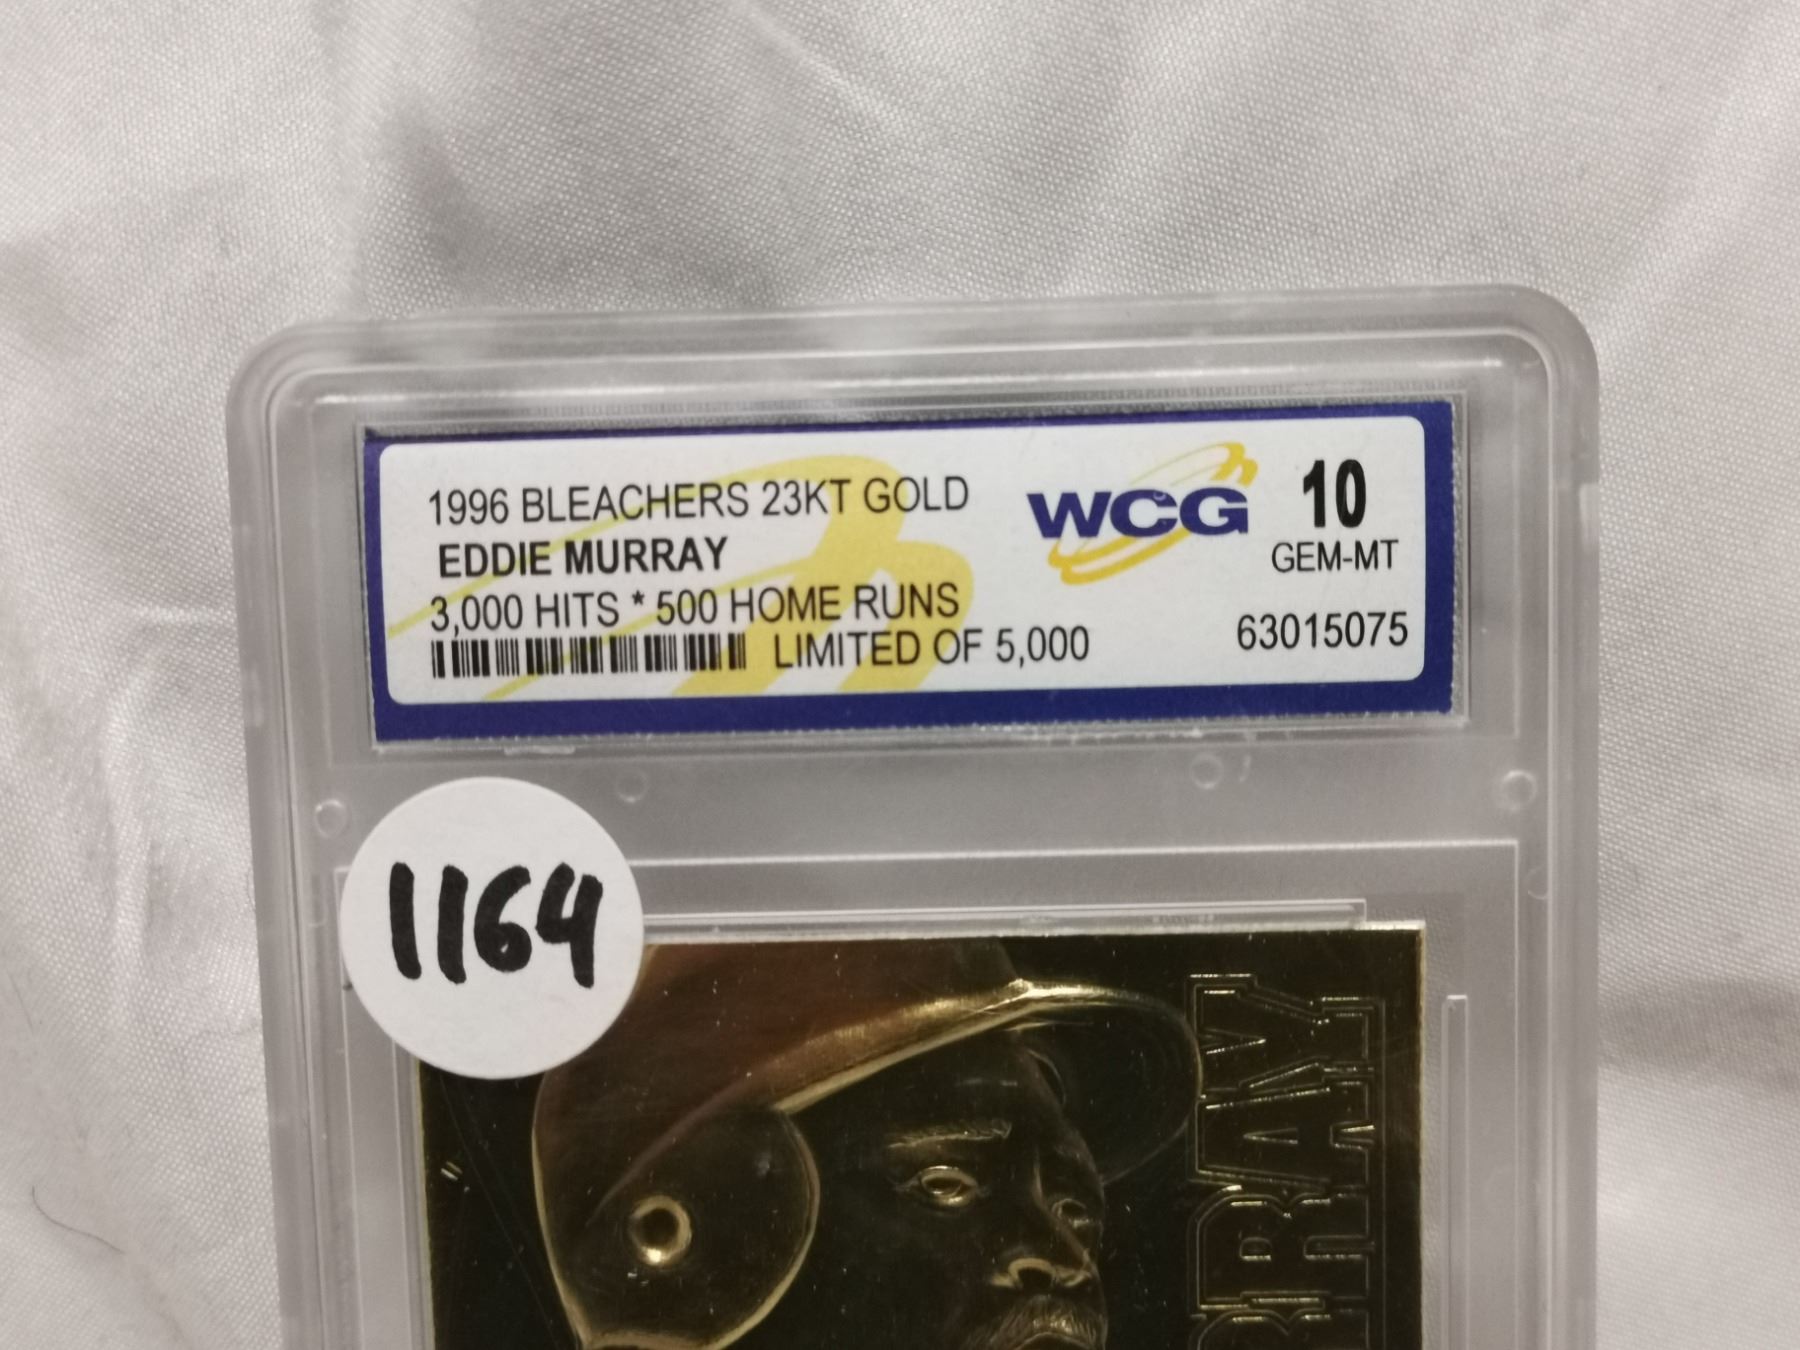 1996 BLEACHERS 23KT GOLD
EDDIE MURRAY
3,000 HITS * 500 HOME RUNS
LIMITED OF 5,000
WCG
10
GEM-MT
63015075
1164
RRAY